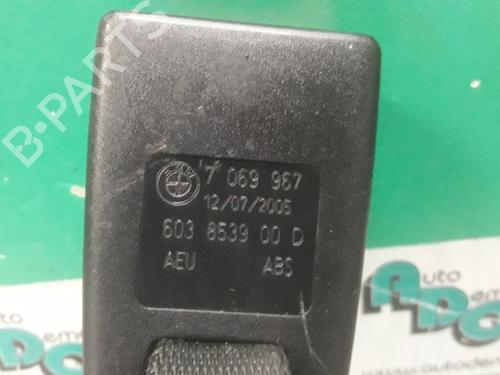 B-PARTS
7 069 967
12/07/2005
603 8539 00 D
AEU ABS
Auto